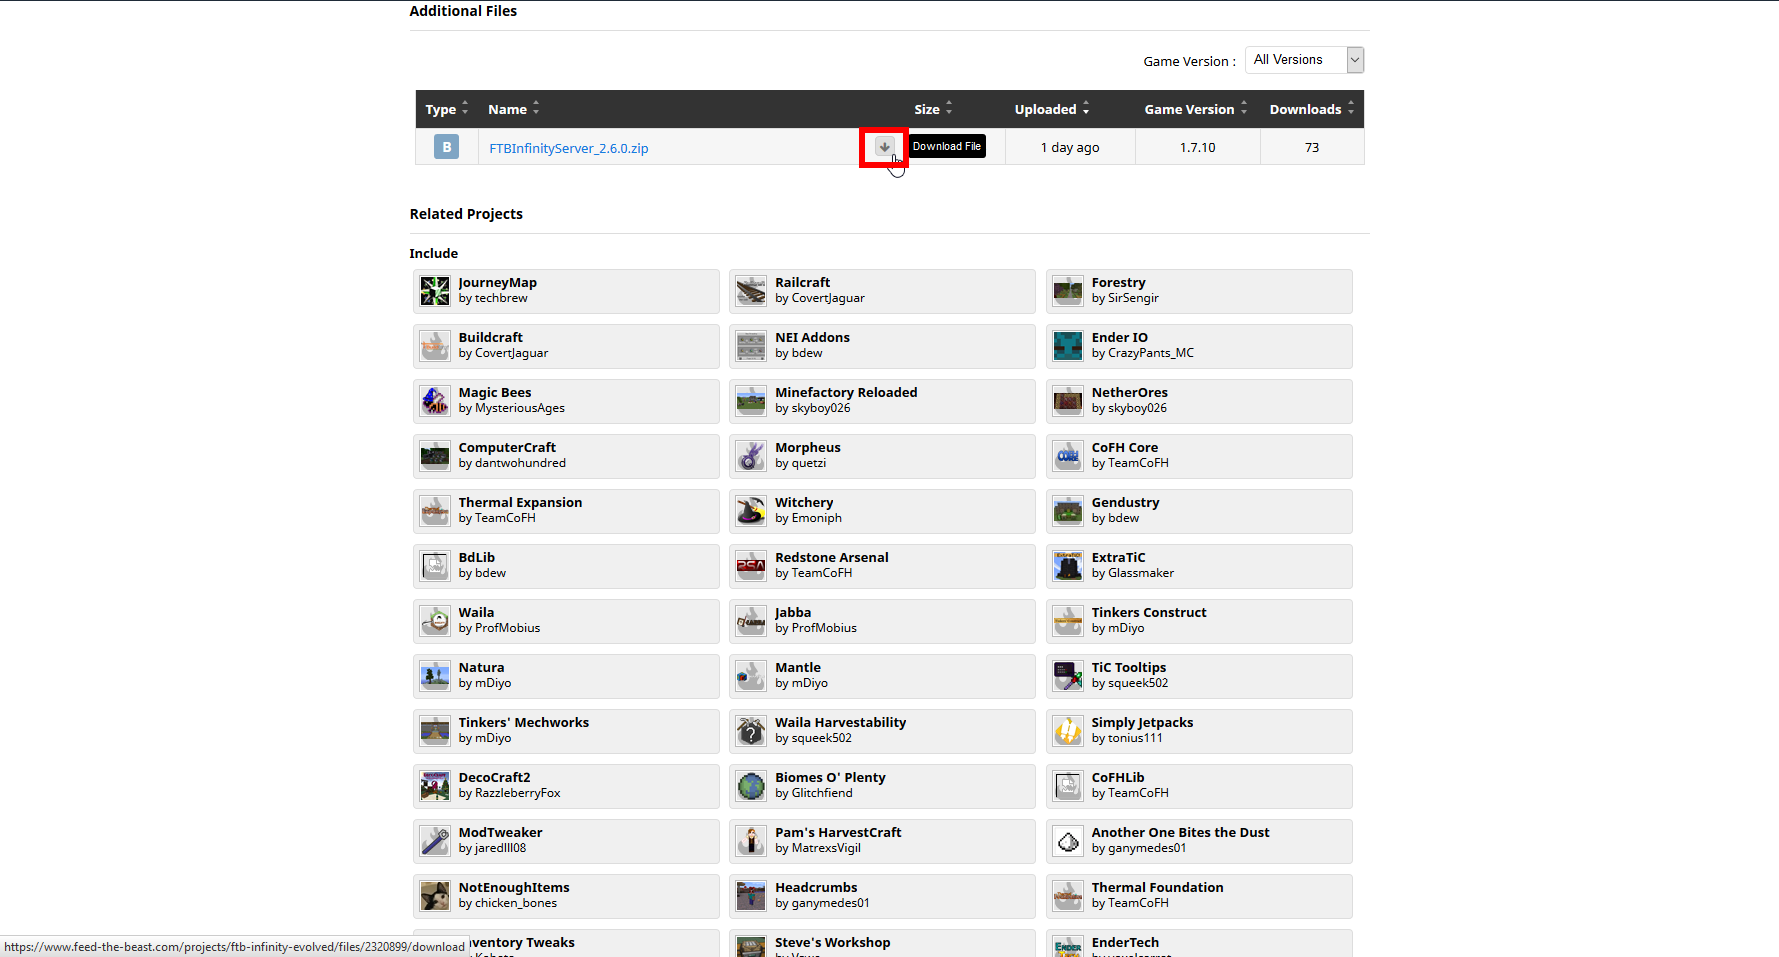 Additional Files
Game Version : All Versions
Type Name Size Uploaded Game Version Downloads
B FTBInfinityServer_2.6.0.zip Download File 1 day ago 1.7.10 73
Related Projects
Include
JourneyMap Railcraft Forestry
by techbrew by CovertJaguar by SirSengir
Buildcraft NEI Addons Ender IO
by CovertJaguar by bdew by CrazyPants_MC
Magic Bees Minefactory Reloaded NetherOres
by MysteriousAges by skyboy026 by skyboy026
ComputerCraft Morpheus CoFH Core
by dantwohundred by quetzi by TeamCoFH
Thermal Expansion Witchery Gendustry
by TeamCoFH by Emoniph by bdew
BdLib Redstone Arsenal ExtraTiC
by bdew by TeamCoFH by Glassmaker
Waila Jabba Tinkers Construct
by ProfMobius by ProfMobius by mDiyo
Natura Mantle TiC Tooltips
by mDiyo by mDiyo by squeek502
Tinkers' Mechworks Waila Harvestability Simply Jetpacks
by mDiyo by squeek502 by tonius111
DecoCraft2 Biomes O' Plenty CoFHLib
by RazzleberryFox by Glitchfiend by TeamCoFH
ModTweaker Pam's HarvestCraft Another One Bites the Dust
by jaredlll08 by MatrexsVigil by ganymedes01
NotEnoughItems Headcrumbs Thermal Foundation
by chicken_bones by ganymedes01 by TeamCoFH
Tweaks Steve's Workshop EnderTech
https://www.feed-the-beast.com/projects/ftb-infinity-evolved/files/2320899/download